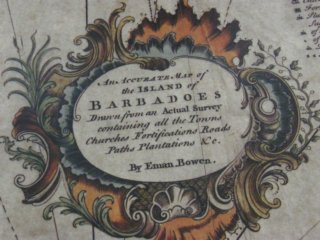 An Accurate Map of
the Island of
Barbadoes
Drawn from an Actual Survey
containing all the Towns
Churches Fortifications Roads
Paths Plantations &c.
By Eman. Bowen.